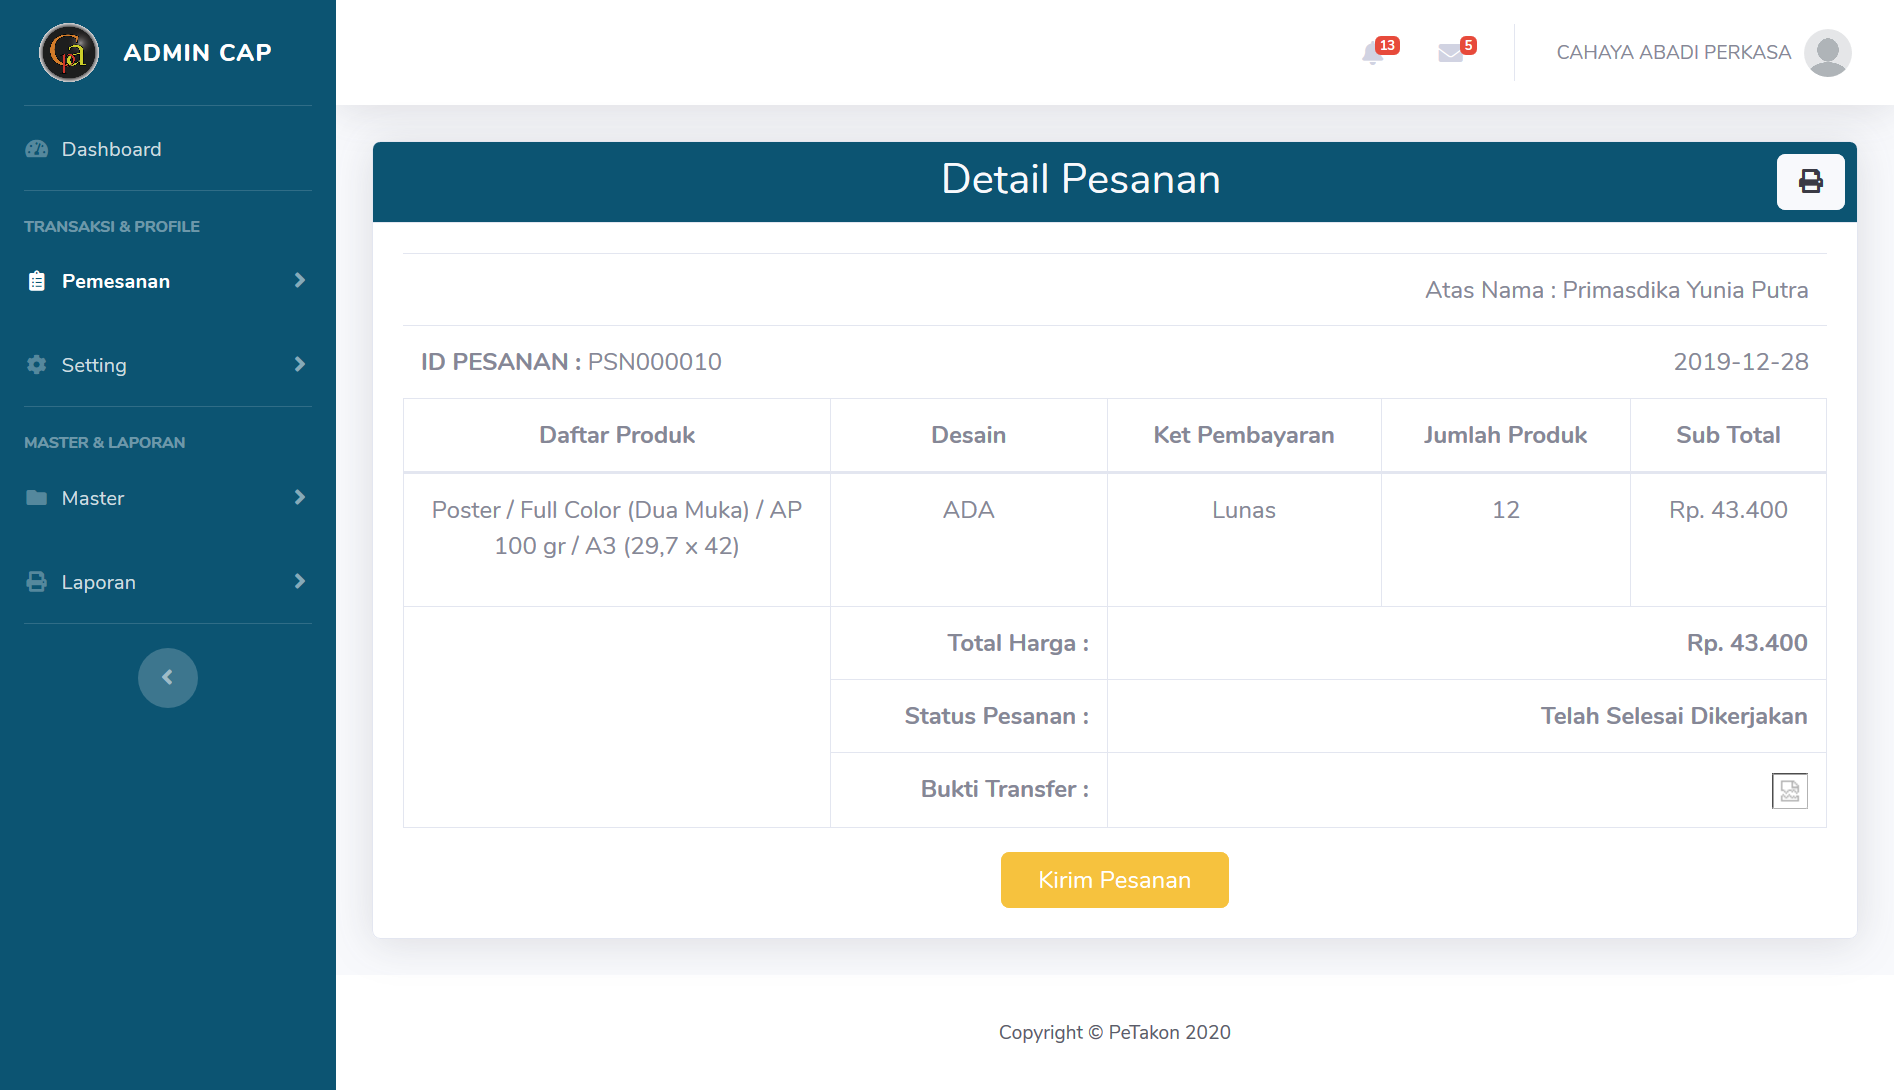 ADMIN CAP
13
5
CAHAYA ABADI PERKASA
Dashboard
TRANSAKSI & PROFILE
Pemesanan
Setting
MASTER & LAPORAN
Master
Laporan
Detail Pesanan
Atas Nama : Primasdika Yunia Putra
ID PESANAN : PSN000010
2019-12-28
Daftar Produk
Desain
Ket Pembayaran
Jumlah Produk
Sub Total
Poster / Full Color (Dua Muka) / AP
100 gr / A3 (29,7 x 42)
ADA
Lunas
12
Rp. 43.400
Total Harga :
Rp. 43.400
Status Pesanan :
Telah Selesai Dikerjakan
Bukti Transfer :
Kirim Pesanan
Copyright © PeTakon 2020